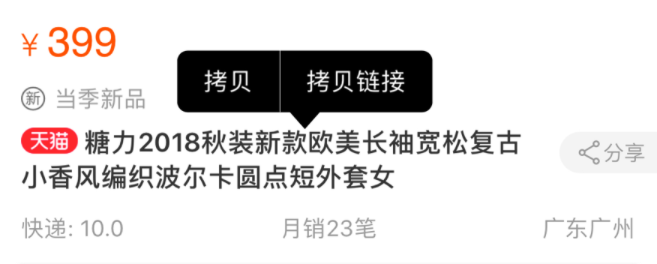 ¥ 399
拷贝 拷贝链接
新 当季新品
天猫 糖力2018秋装新款欧美长袖宽松复古
小香风编织波尔卡圆点短外套女
分享
快递: 10.0 月销23笔 广东广州